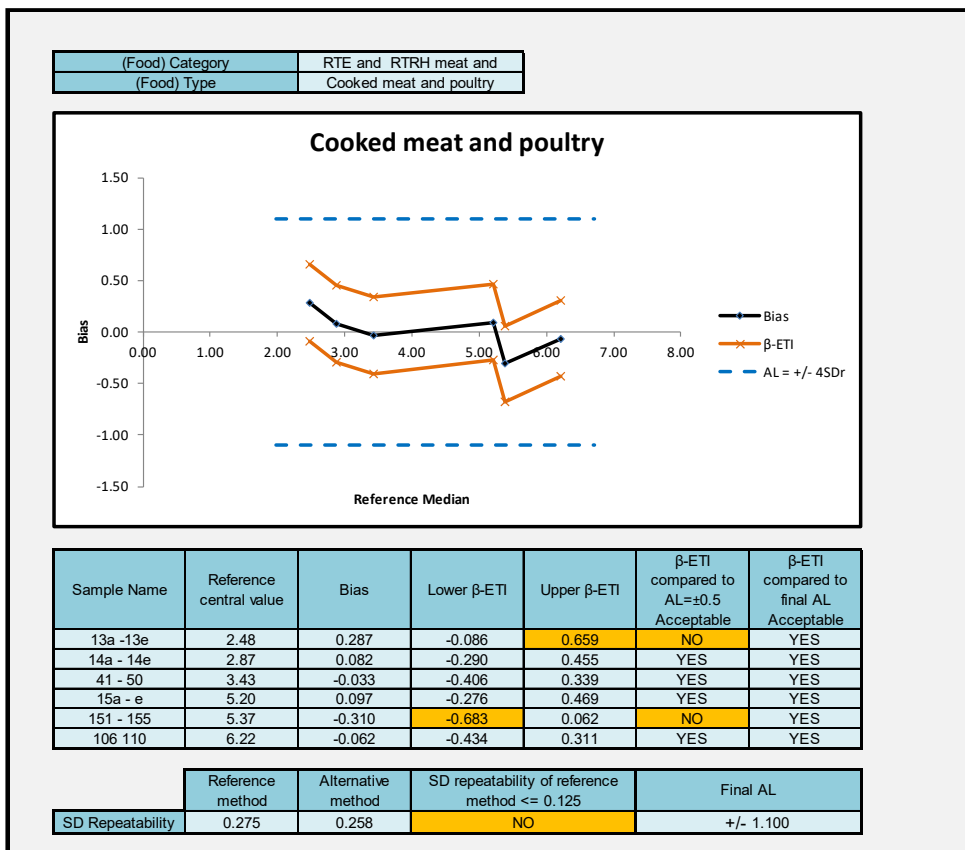 (Food) Category RTE and RTRH meat and
(Food) Type Cooked meat and poultry
Cooked meat and poultry
1.50
1.00
0.50
0.00
-0.50
-1.00
-1.50
0.00 1.00 2.00 3.00 4.00 5.00 6.00 7.00 8.00
Bias
Reference Median
Bias
β-ETI
AL = +/- 4SDr
Sample Name Reference central value Bias Lower β-ETI Upper β-ETI β-ETI compared to AL=±0.5 Acceptable β-ETI compared to final AL Acceptable
13a -13e 2.48 0.287 -0.086 0.659 NO YES
14a - 14e 2.87 0.082 -0.290 0.455 YES YES
41 - 50 3.43 -0.033 -0.406 0.339 YES YES
15a - e 5.20 0.097 -0.276 0.469 YES YES
151 - 155 5.37 -0.310 -0.683 0.062 NO YES
106 110 6.22 -0.062 -0.434 0.311 YES YES
Reference method Alternative method SD repeatability of reference method <= 0.125 Final AL
SD Repeatability 0.275 0.258 NO +/- 1.100